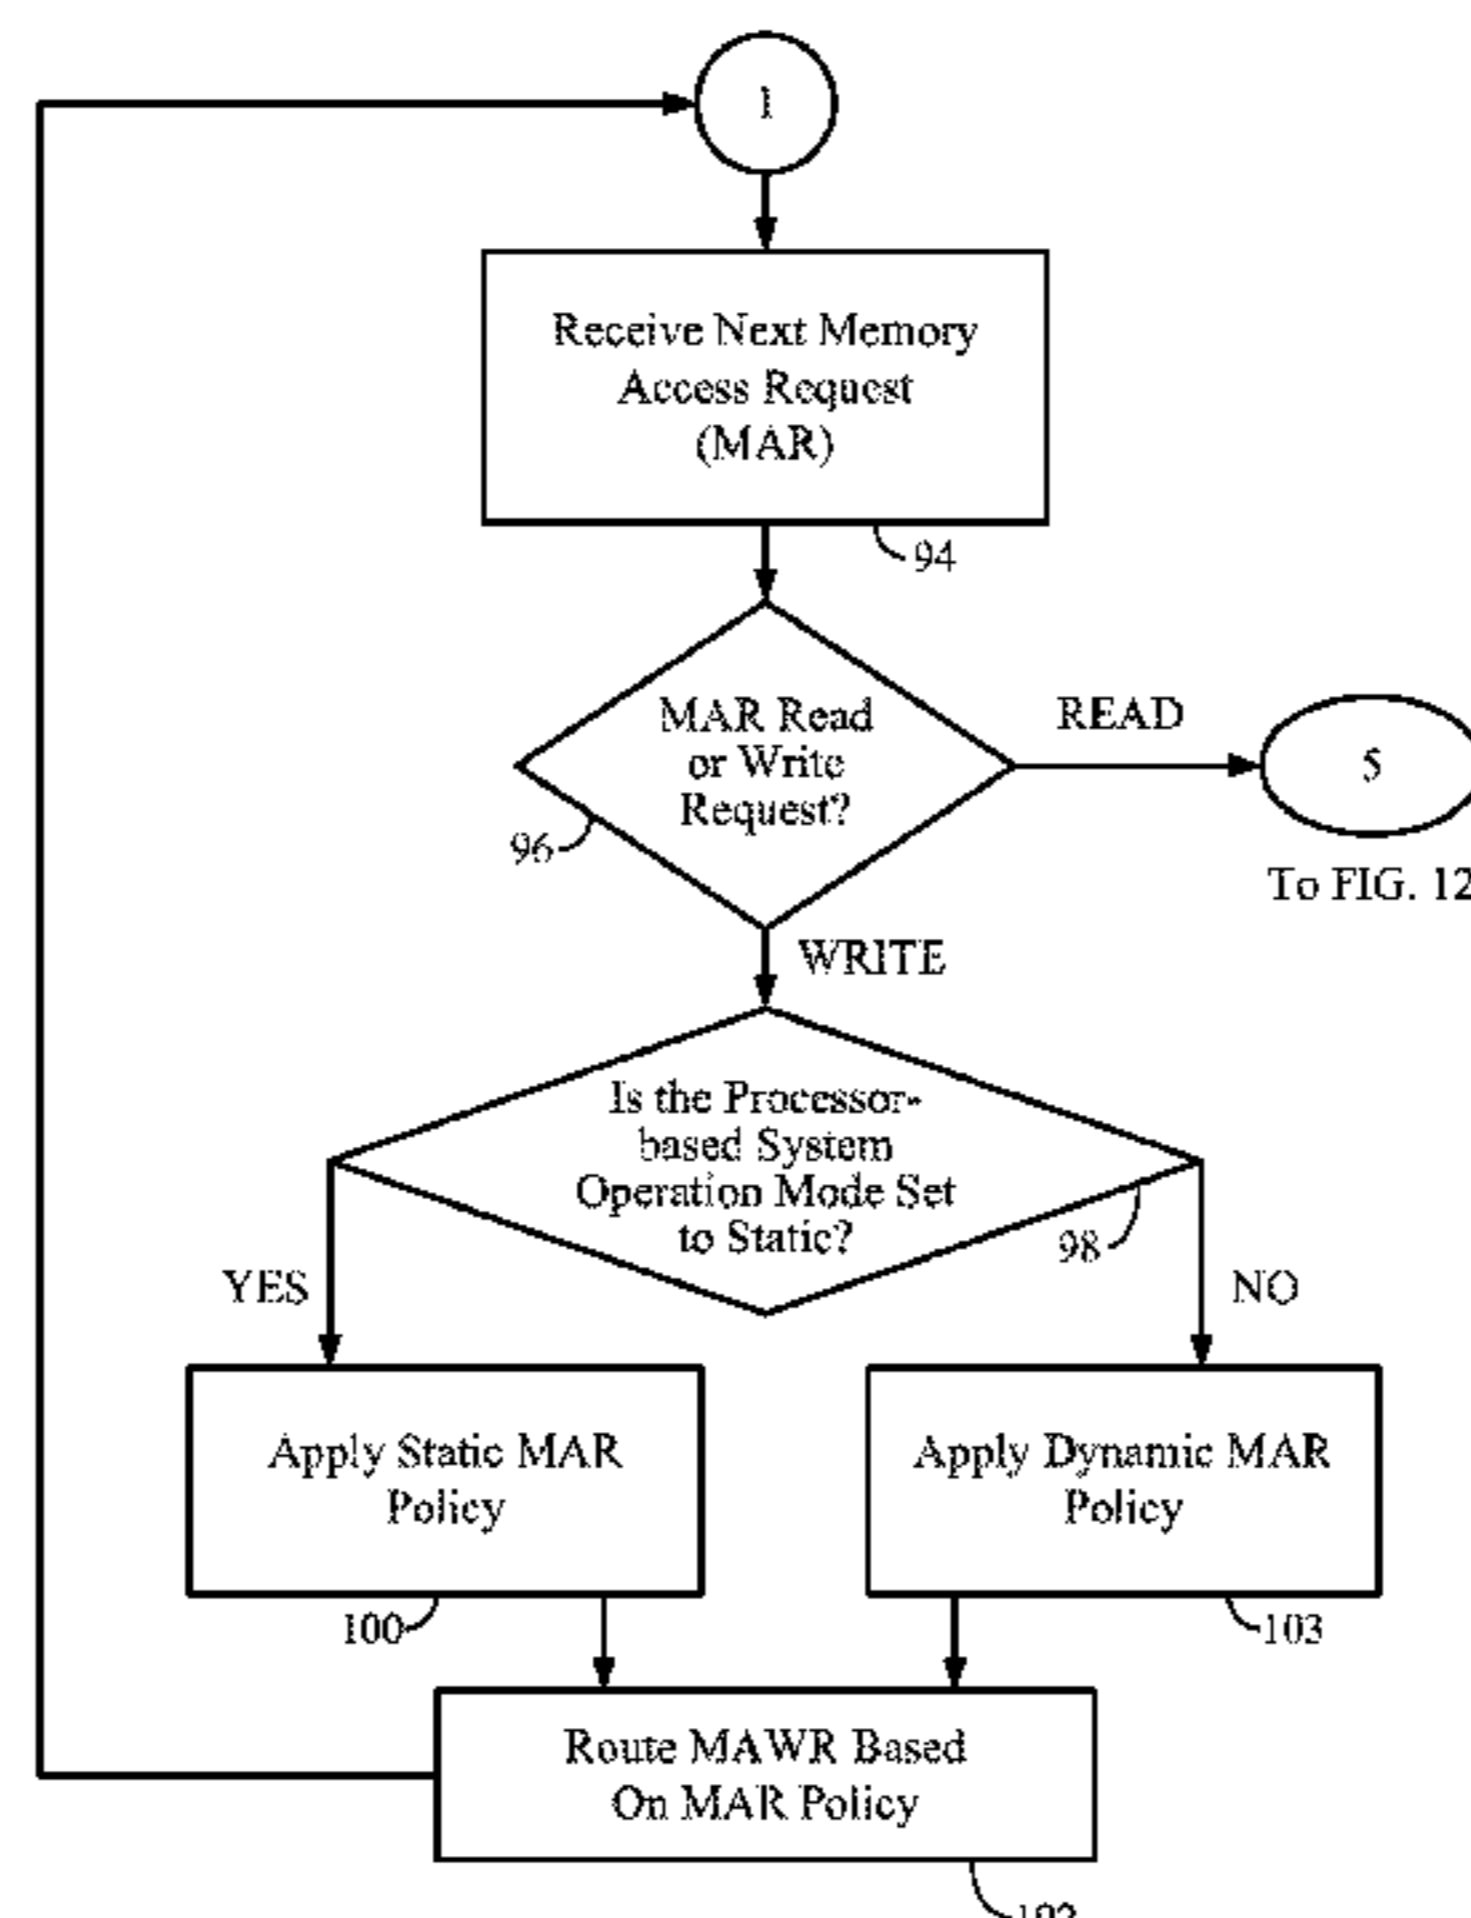 1
Receive Next Memory
Access Request
(MAR)
94
MAR Read
or Write
Request?
READ
5
96
To FIG. 12
WRITE
Is the Processor-
based System
Operation Mode Set
to Static?
98
YES
NO
Apply Static MAR
Policy
Apply Dynamic MAR
Policy
100
103
Route MAWR Based
On MAR Policy